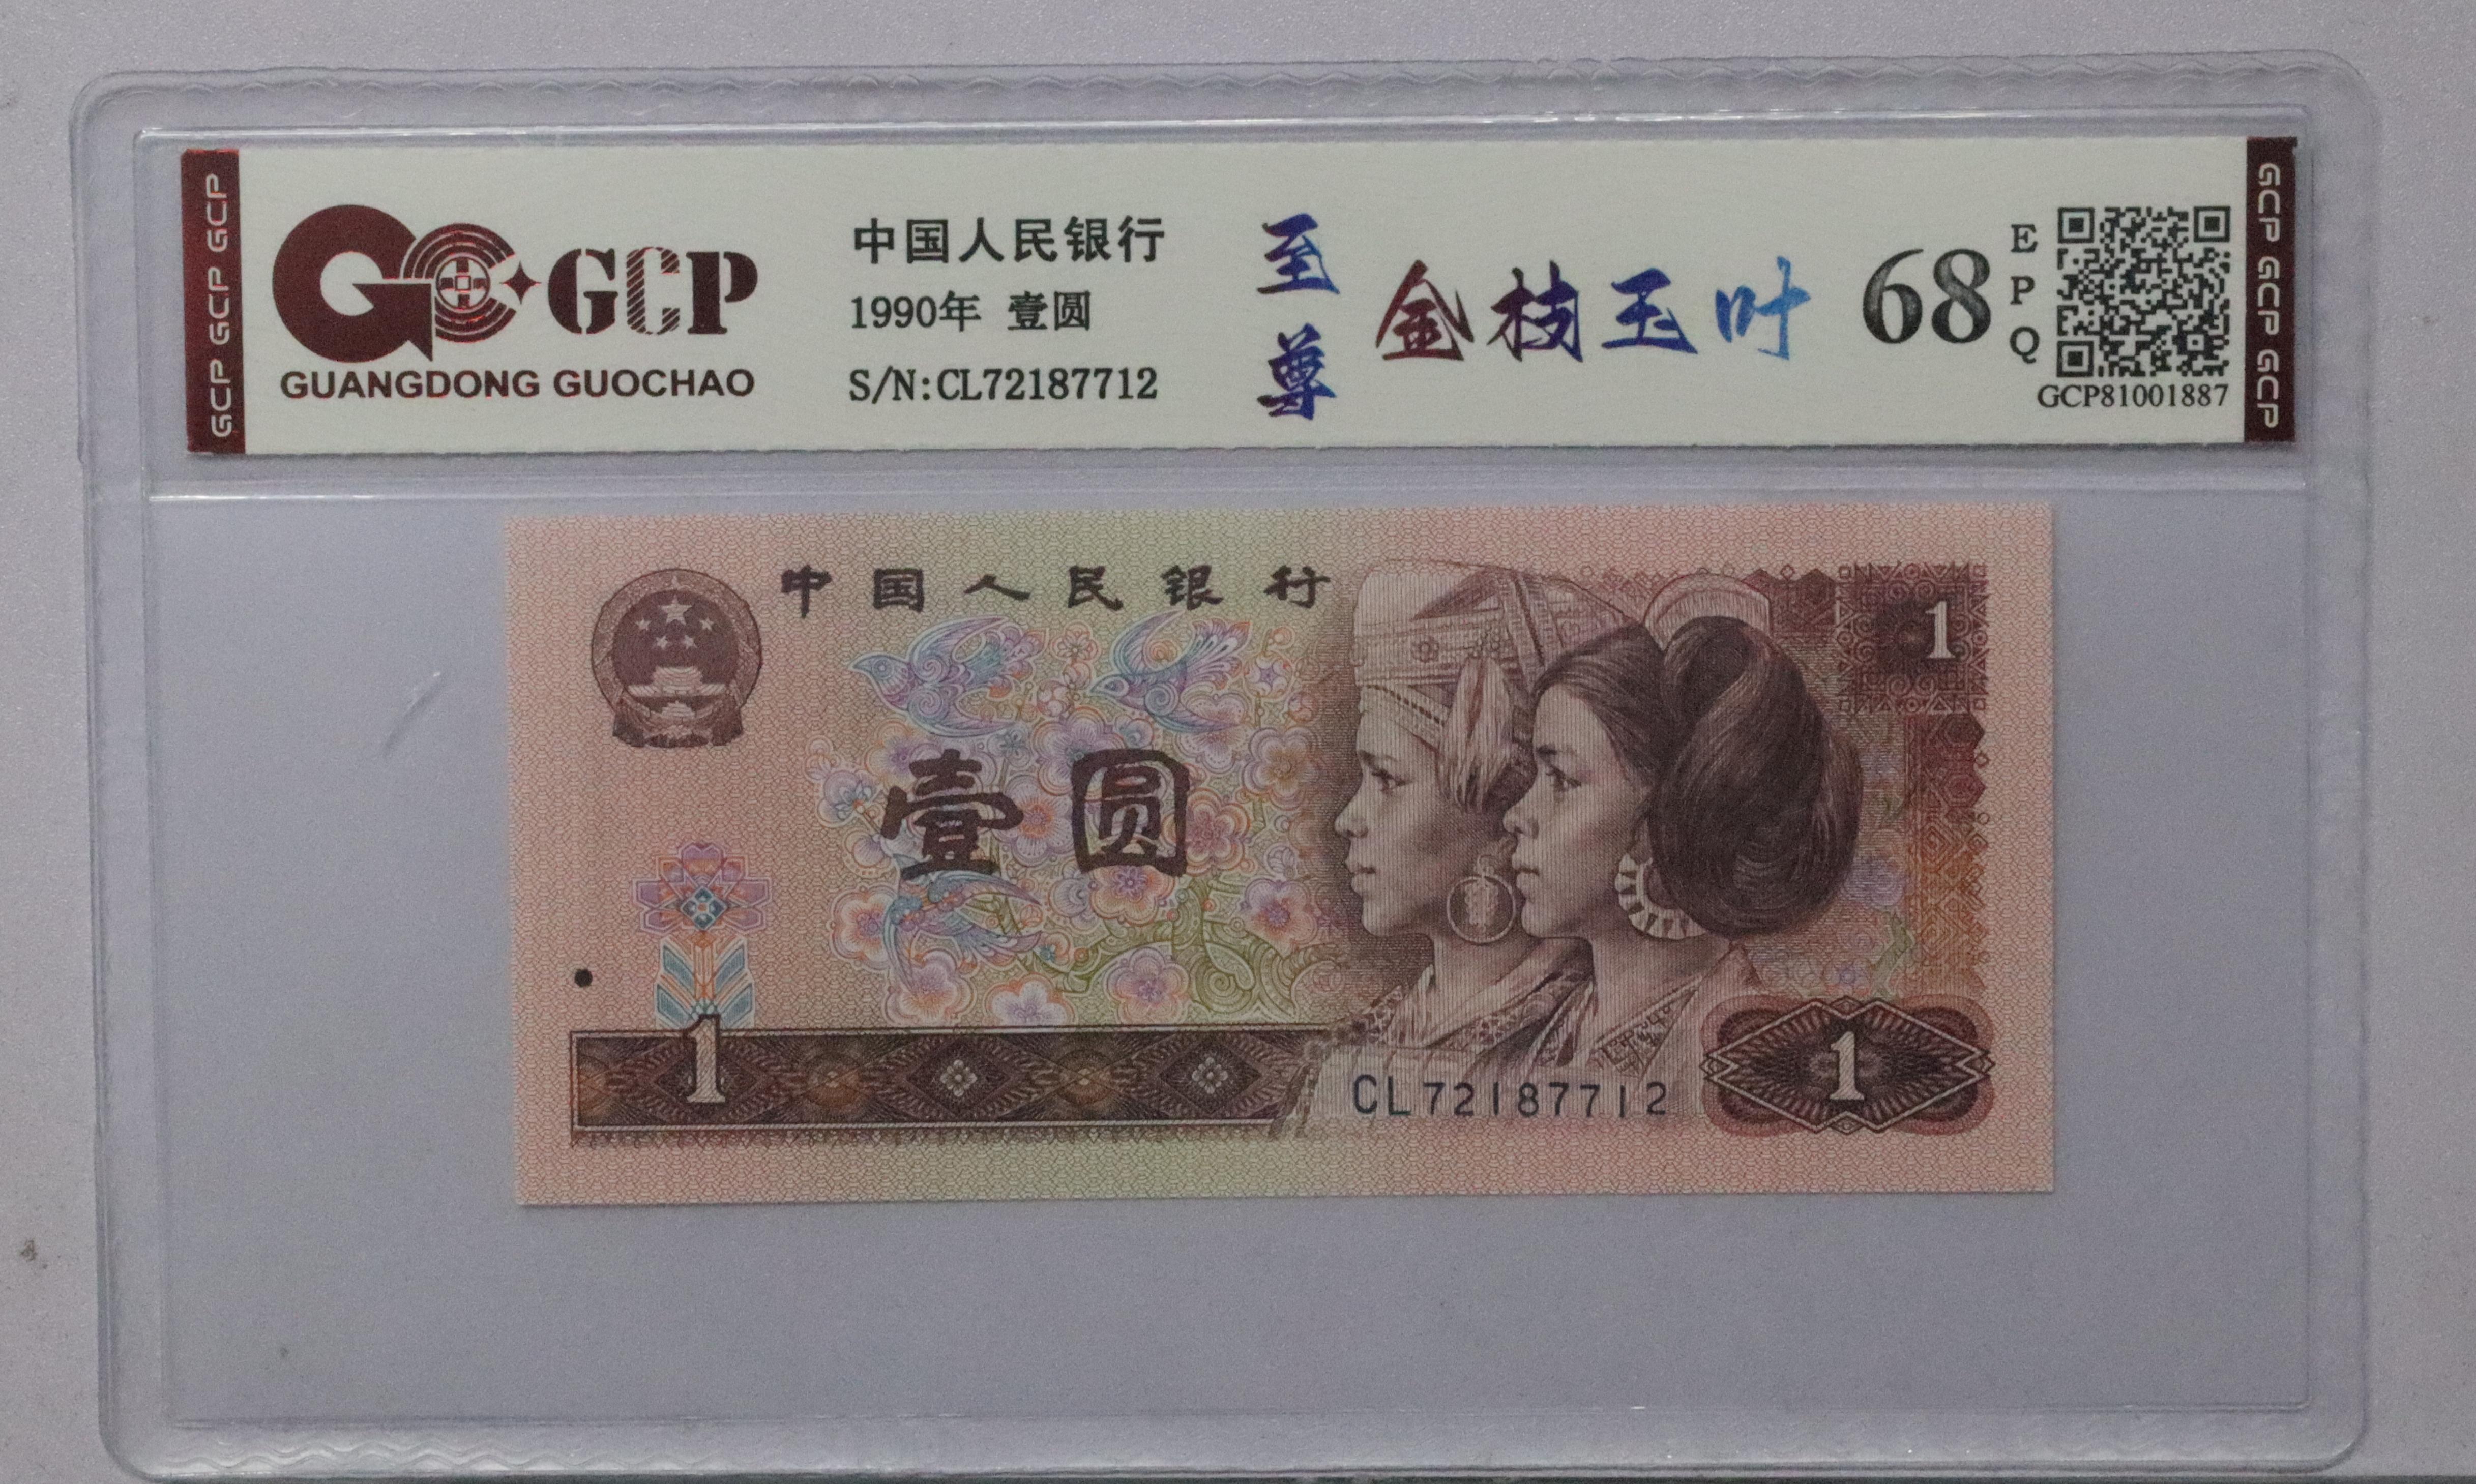 GCP GCP GCP
GCP
GUANGDONG GUOCHAO
中国人民银行
1990年 壹圆
S/N:CL72187712
至尊
金枝玉叶
68
EPQ
GCP81001887
GCP GCP GCP
中国人民银行
1
壹圆
1
CL72187712
1